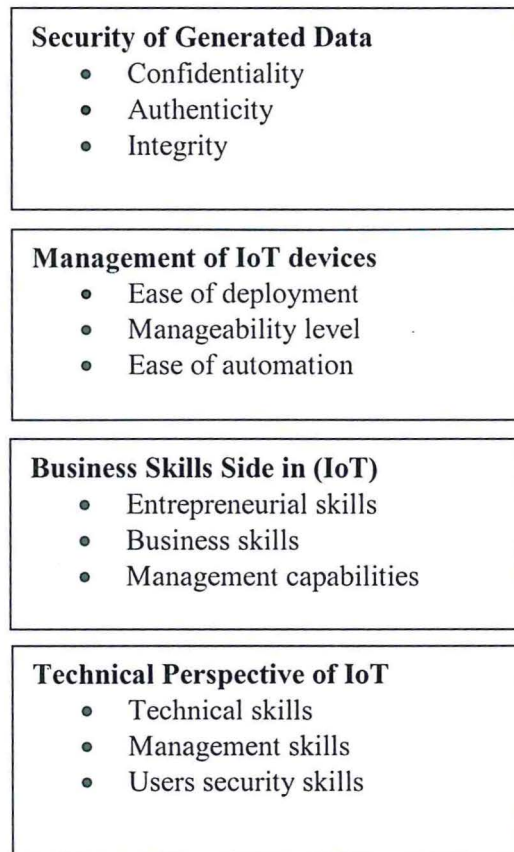 Security of Generated Data
• Confidentiality
• Authenticity
• Integrity
Management of IoT devices
• Ease of deployment
• Manageability level
• Ease of automation
Business Skills Side in (IoT)
• Entrepreneurial skills
• Business skills
• Management capabilities
Technical Perspective of IoT
• Technical skills
• Management skills
• Users security skills